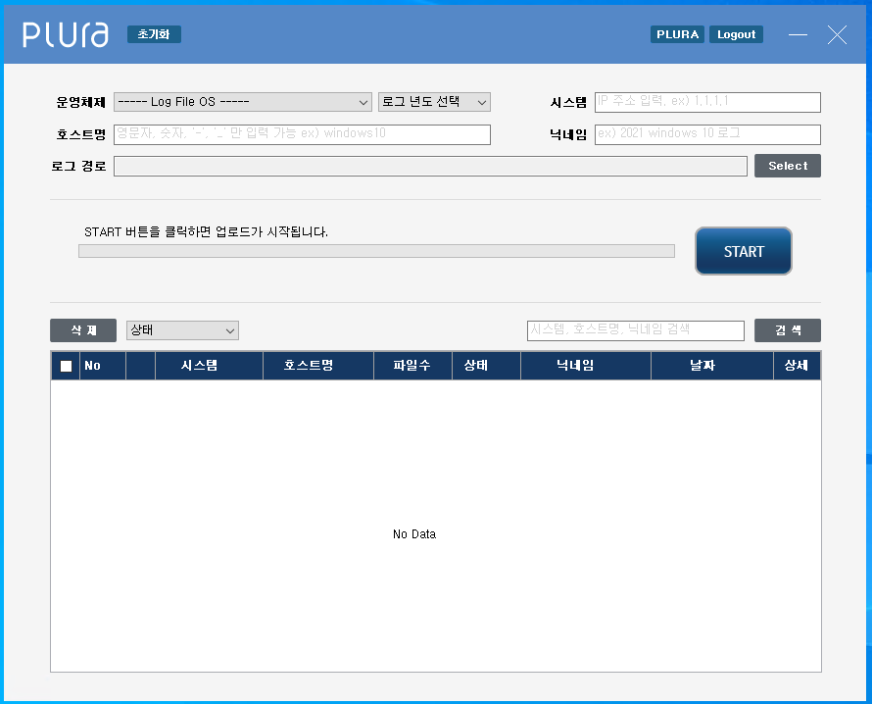 PLURA 초기화 PLURA Logout
운영체제 ----- Log File OS ----- 로그 년도 선택 시스템 IP 주소 입력, ex) 1,1,1,1
호스트명 영문자, 숫자, '-', '_' 만 입력 가능 ex) windows10 닉네임 ex) 2021 windows 10 로그
로그 경로 Select
START 버튼을 클릭하면 업로드가 시작됩니다.
START
삭 제 상태 시스템, 호스트명, 닉네임 검색 검 색
No 시스템 호스트명 파일수 상태 닉네임 날짜 상세
No Data